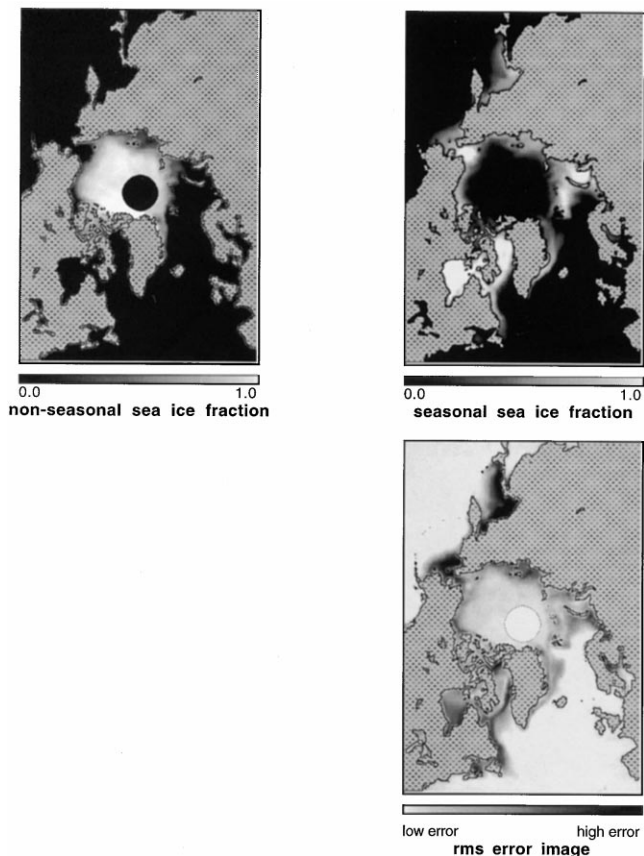 0.0 1.0
non-seasonal sea ice fraction
0.0 1.0
seasonal sea ice fraction
low error high error
rms error image